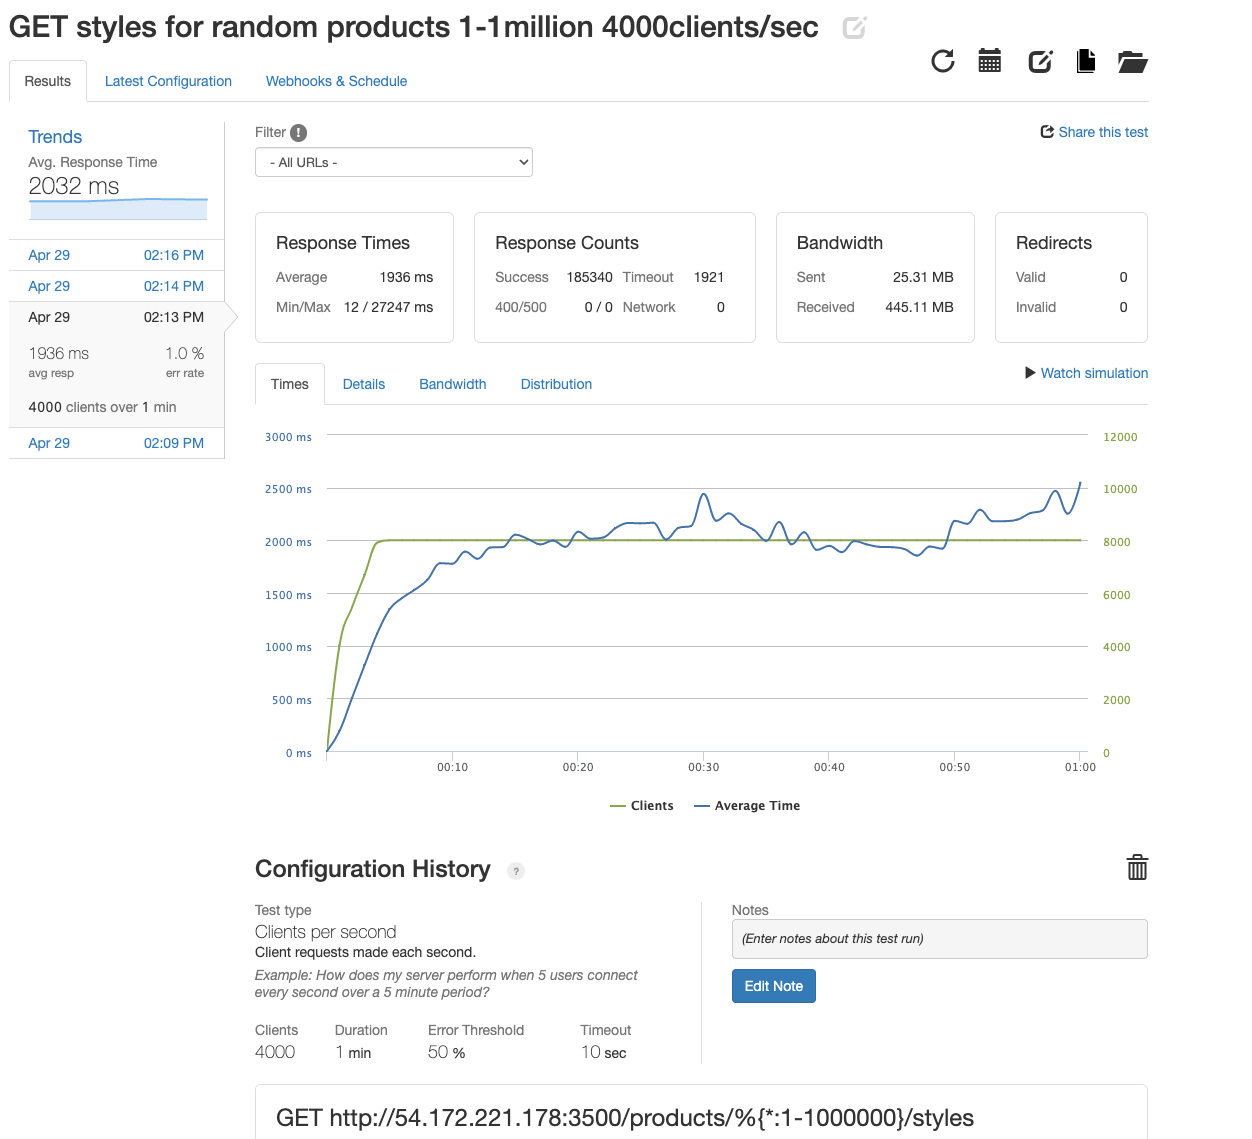 GET styles for random products 1-1million 4000clients/sec
Results
Latest Configuration
Webhooks & Schedule
Trends
Avg. Response Time
2032 ms
Apr 29 02:16 PM
Apr 29 02:14 PM
Apr 29 02:13 PM
1936 ms 1.0 %
avg resp err rate
4000 clients over 1 min
Apr 29 02:09 PM
Filter !
- All URLs -
Share this test
Response Times
Average 1936 ms
Min/Max 12 / 27247 ms
Response Counts
Success 185340 Timeout 1921
400/500 0 / 0 Network 0
Bandwidth
Sent 25.31 MB
Received 445.11 MB
Redirects
Valid 0
Invalid 0
Times
Details
Bandwidth
Distribution
Watch simulation
3000 ms 12000
2500 ms 10000
2000 ms 8000
1500 ms 6000
1000 ms 4000
500 ms 2000
0 ms 0
00:10 00:20 00:30 00:40 00:50 01:00
Clients Average Time
Configuration History ?
Test type
Clients per second
Client requests made each second.
Example: How does my server perform when 5 users connect
every second over a 5 minute period?
Clients Duration Error Threshold Timeout
4000 1 min 50 % 10 sec
Notes
(Enter notes about this test run)
Edit Note
GET http://54.172.221.178:3500/products/%{*:1-1000000}/styles